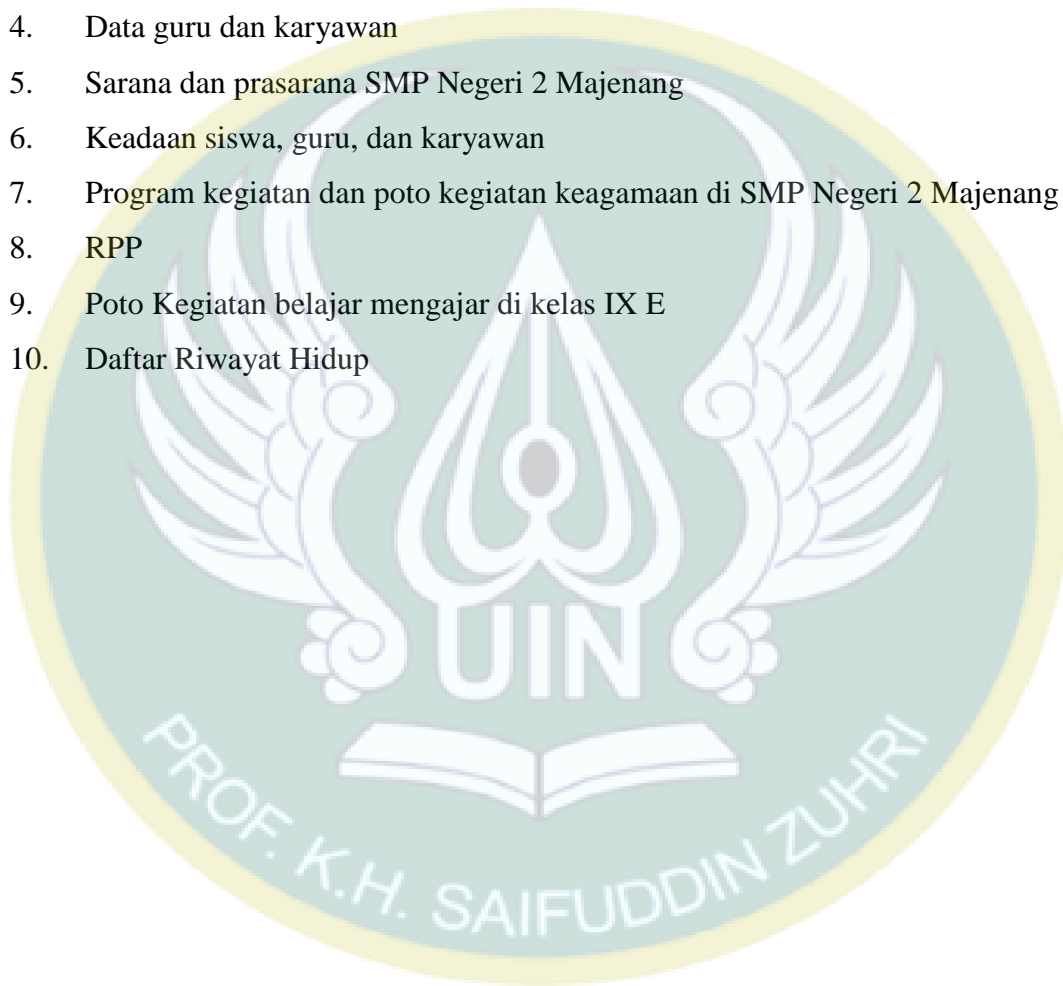 4. Data guru dan karyawan
5. Sarana dan prasarana SMP Negeri 2 Majenang
6. Keadaan siswa, guru, dan karyawan
7. Program kegiatan dan poto kegiatan keagamaan di SMP Negeri 2 Majenang
8. RPP
9. Poto Kegiatan belajar mengajar di kelas IX E
10. Daftar Riwayat Hidup
UIN
PROF. K.H. SAIFUDDIN ZUHRI